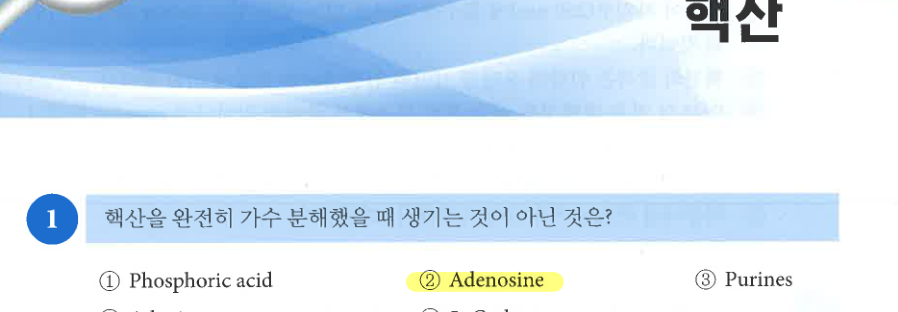 핵산
1 핵산을 완전히 가수 분해했을 때 생기는 것이 아닌 것은?
① Phosphoric acid ② Adenosine ③ Purines